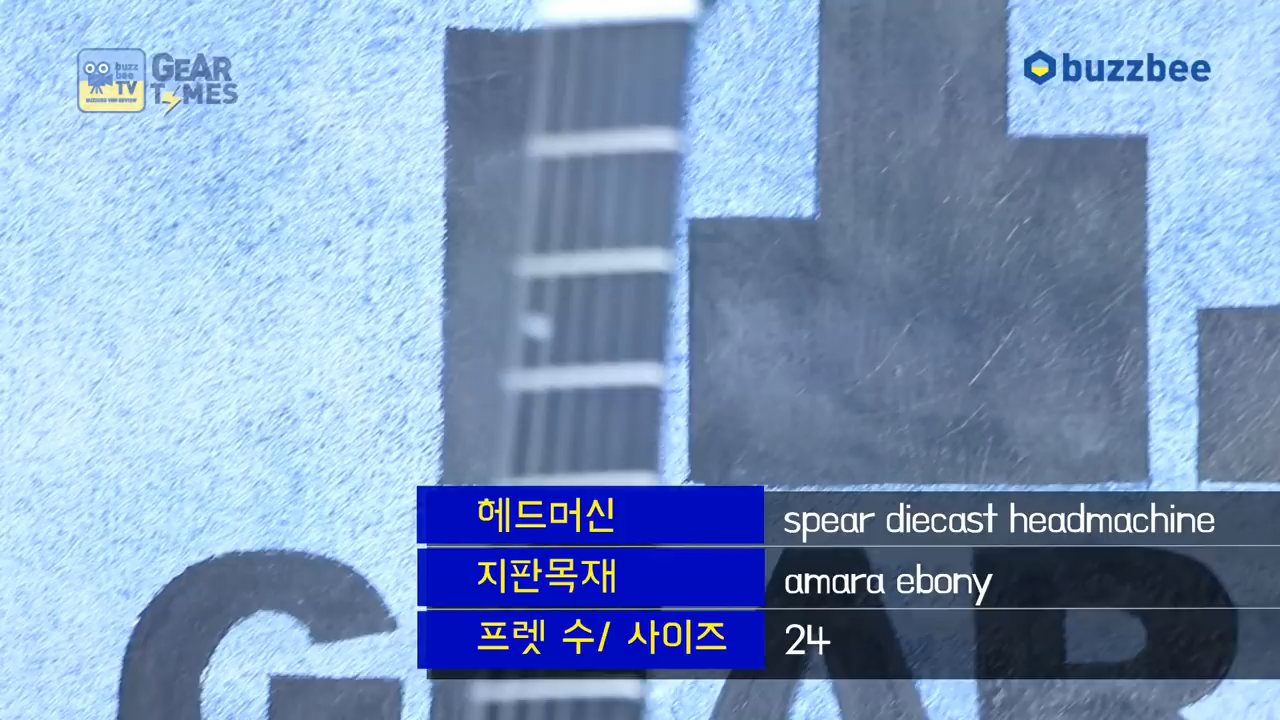 buzz
bee
TV
GEAR
TIMES
buzzbee
헤드머신 spear diecast headmachine
지판목재 amara ebony
프렛 수/ 사이즈 24
GEAR